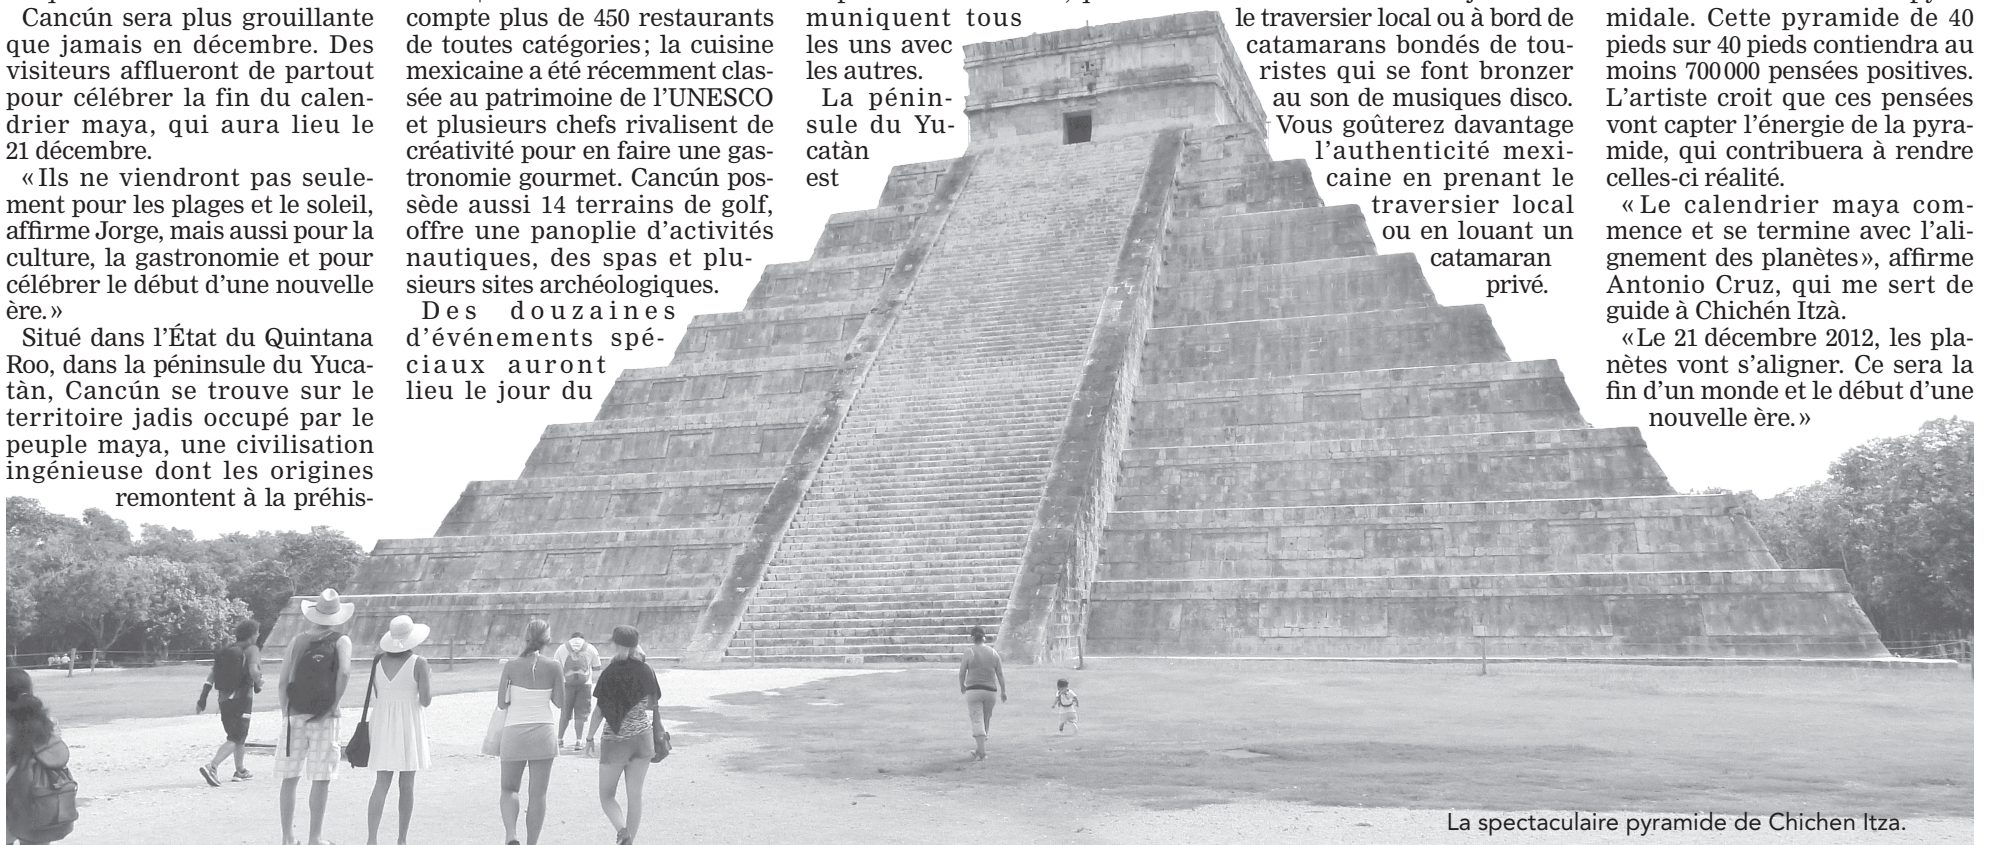 Cancún sera plus grouillante
que jamais en décembre. Des
visiteurs afflueront de partout
pour célébrer la fin du calen-
drier maya, qui aura lieu le
21 décembre.
«Ils ne viendront pas seule-
ment pour les plages et le soleil,
affirme Jorge, mais aussi pour la
culture, la gastronomie et pour
célébrer le début d'une nouvelle
ère.»
Situé dans l'État du Quintana
Roo, dans la péninsule du Yuca-
tàn, Cancún se trouve sur le
territoire jadis occupé par le
peuple maya, une civilisation
ingénieuse dont les origines
remontent à la préhis-
compte plus de 450 restaurants
de toutes catégories; la cuisine
mexicaine a été récemment clas-
sée au patrimoine de l'UNESCO
et plusieurs chefs rivalisent de
créativité pour en faire une gas-
tronomie gourmet. Cancún pos-
sède aussi 14 terrains de golf,
offre une panoplie d'activités
nautiques, des spas et plu-
sieurs sites archéologiques.
Des douzaines
d'événements spé-
ciaux auront
lieu le jour du
muniquent tous
les uns avec
les autres.
La pénin-
sule du Yu-
catàn
est
le traversier local ou à bord de
catamarans bondés de tou-
ristes qui se font bronzer
au son de musiques disco.
Vous goûterez davantage
l'authenticité mexi-
caine en prenant le
traversier local
ou en louant un
catamaran
privé.
midale. Cette pyramide de 40
pieds sur 40 pieds contiendra au
moins 700 000 pensées positives.
L'artiste croit que ces pensées
vont capter l'énergie de la pyra-
mide, qui contribuera à rendre
celles-ci réalité.
«Le calendrier maya com-
mence et se termine avec l'ali-
gnement des planètes», affirme
Antonio Cruz, qui me sert de
guide à Chichén Itzà.
«Le 21 décembre 2012, les pla-
nètes vont s'aligner. Ce sera la
fin d'un monde et le début d'une
nouvelle ère.»
La spectaculaire pyramide de Chichen Itza.